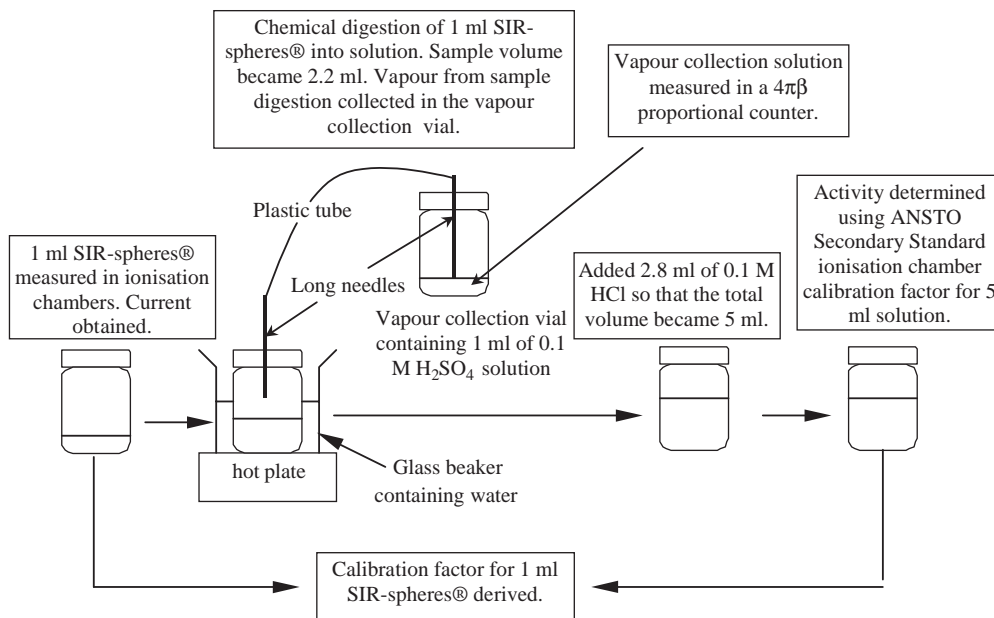 Chemical digestion of 1 ml SIR-
spheres® into solution. Sample volume
became 2.2 ml. Vapour from sample
digestion collected in the vapour
collection vial.
Vapour collection solution
measured in a 4πβ
proportional counter.
Plastic tube
1 ml SIR-spheres®
measured in ionisation
chambers. Current
obtained.
Long needles
Vapour collection vial
containing 1 ml of 0.1
M H₂SO₄ solution
Added 2.8 ml of 0.1 M
HCl so that the total
volume became 5 ml.
Activity determined
using ANSTO
Secondary Standard
ionisation chamber
calibration factor for 5
ml solution.
hot plate
Glass beaker
containing water
Calibration factor for 1 ml
SIR-spheres® derived.